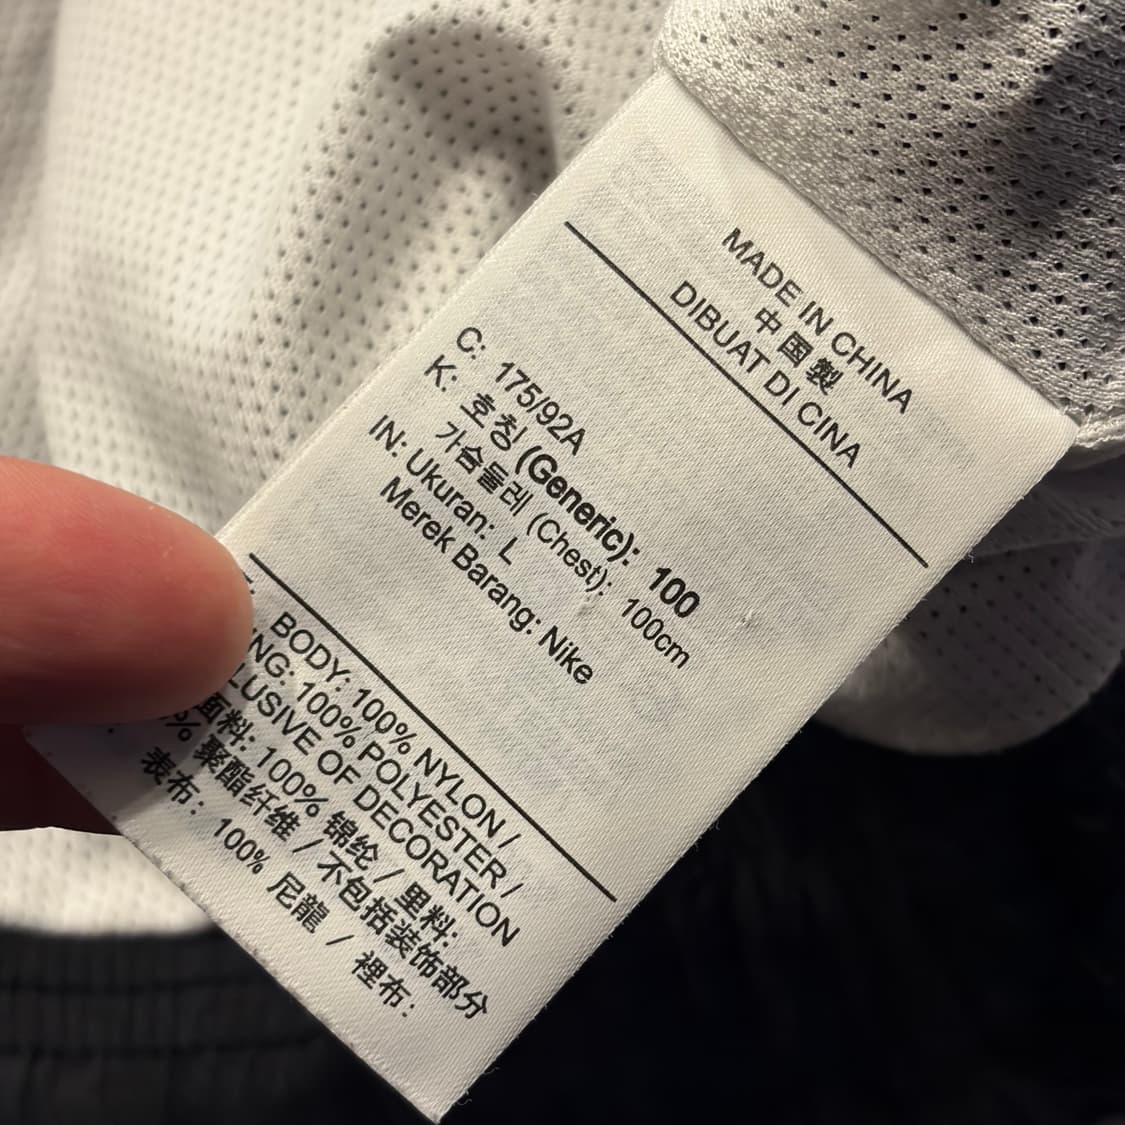 MADE IN CHINA
中国製
DIBUAT DI CINA
C: 175/92A
K: 호칭 (Generic): 100
가슴둘레 (Chest): 100cm
IN: Ukuran: L
Merek Barang: Nike
BODY: 100% NYLON /
100% POLYESTER /
OF DECORATION
面料: 100% 锦纶 / 里料:
% 聚酯纤维 / 不包括装饰部分
表布: 100% 尼龍 / 裡布: